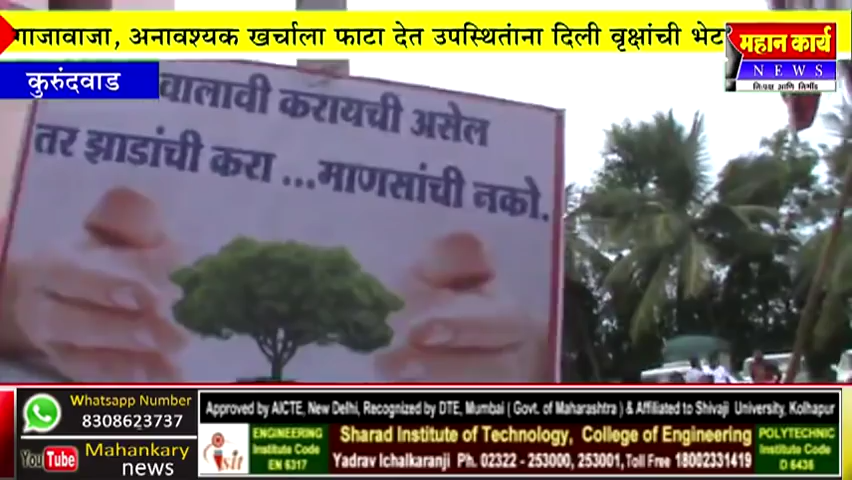 गाजावाजा, अनावश्यक खर्चाला फाटा देत उपस्थितांना दिली वृक्षांची भेट
महान कार्य
NEWS
कुरुंदवाड
वालावी करायची असेल
तर झाडांची करा ...माणसांची नको.
Whatsapp Number
8308623737
YouTube Mahankary
news
Approved by AICTE, New Delhi, Recognized by DTE, Mumbai ( Govt. of Maharashtra ) & Affiliated to Shivaji University, Kolhapur
ENGINEERING
Institute Code
EN 6317
Sharad Institute of Technology, College of Engineering
Yadrav Ichalkaranji Ph. 02322 - 253000, 253001, Toll Free 18002331419
POLYTECHNIC
Institute Code
D 6436